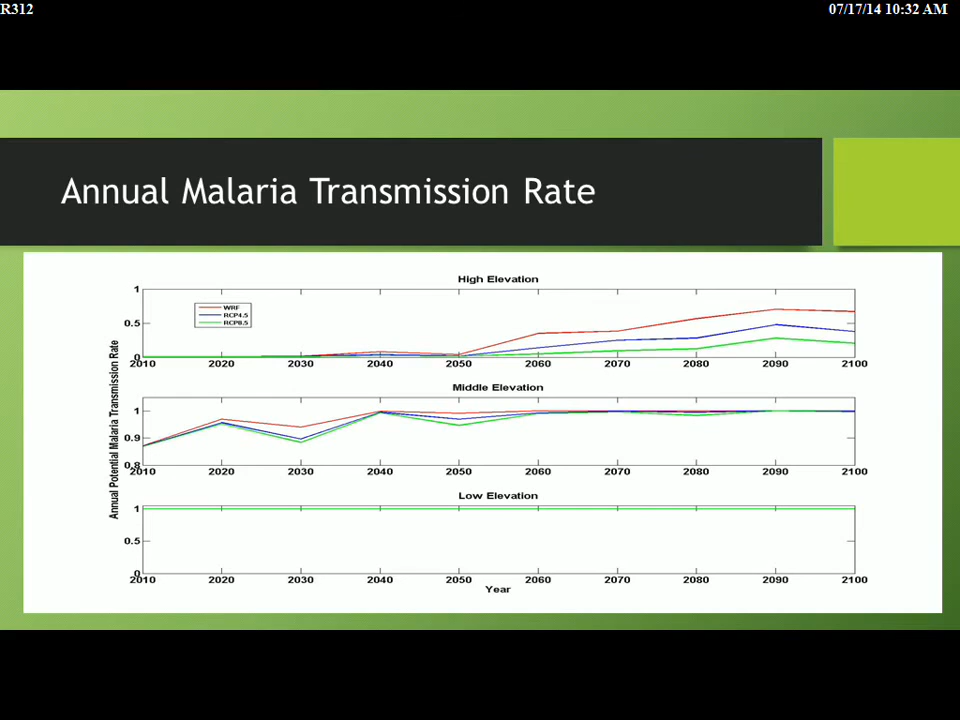 R312
07/17/14 10:32 AM
Annual Malaria Transmission Rate
High Elevation
1
0.5
0
WRF
RCP4.5
RCP8.5
2010 2020 2030 2040 2050 2060 2070 2080 2090 2100
Annual Potential Malaria Transmission Rate
Middle Elevation
1
0.9
0.8
2010 2020 2030 2040 2050 2060 2070 2080 2090 2100
Low Elevation
1
0.5
0
2010 2020 2030 2040 2050 2060 2070 2080 2090 2100
Year